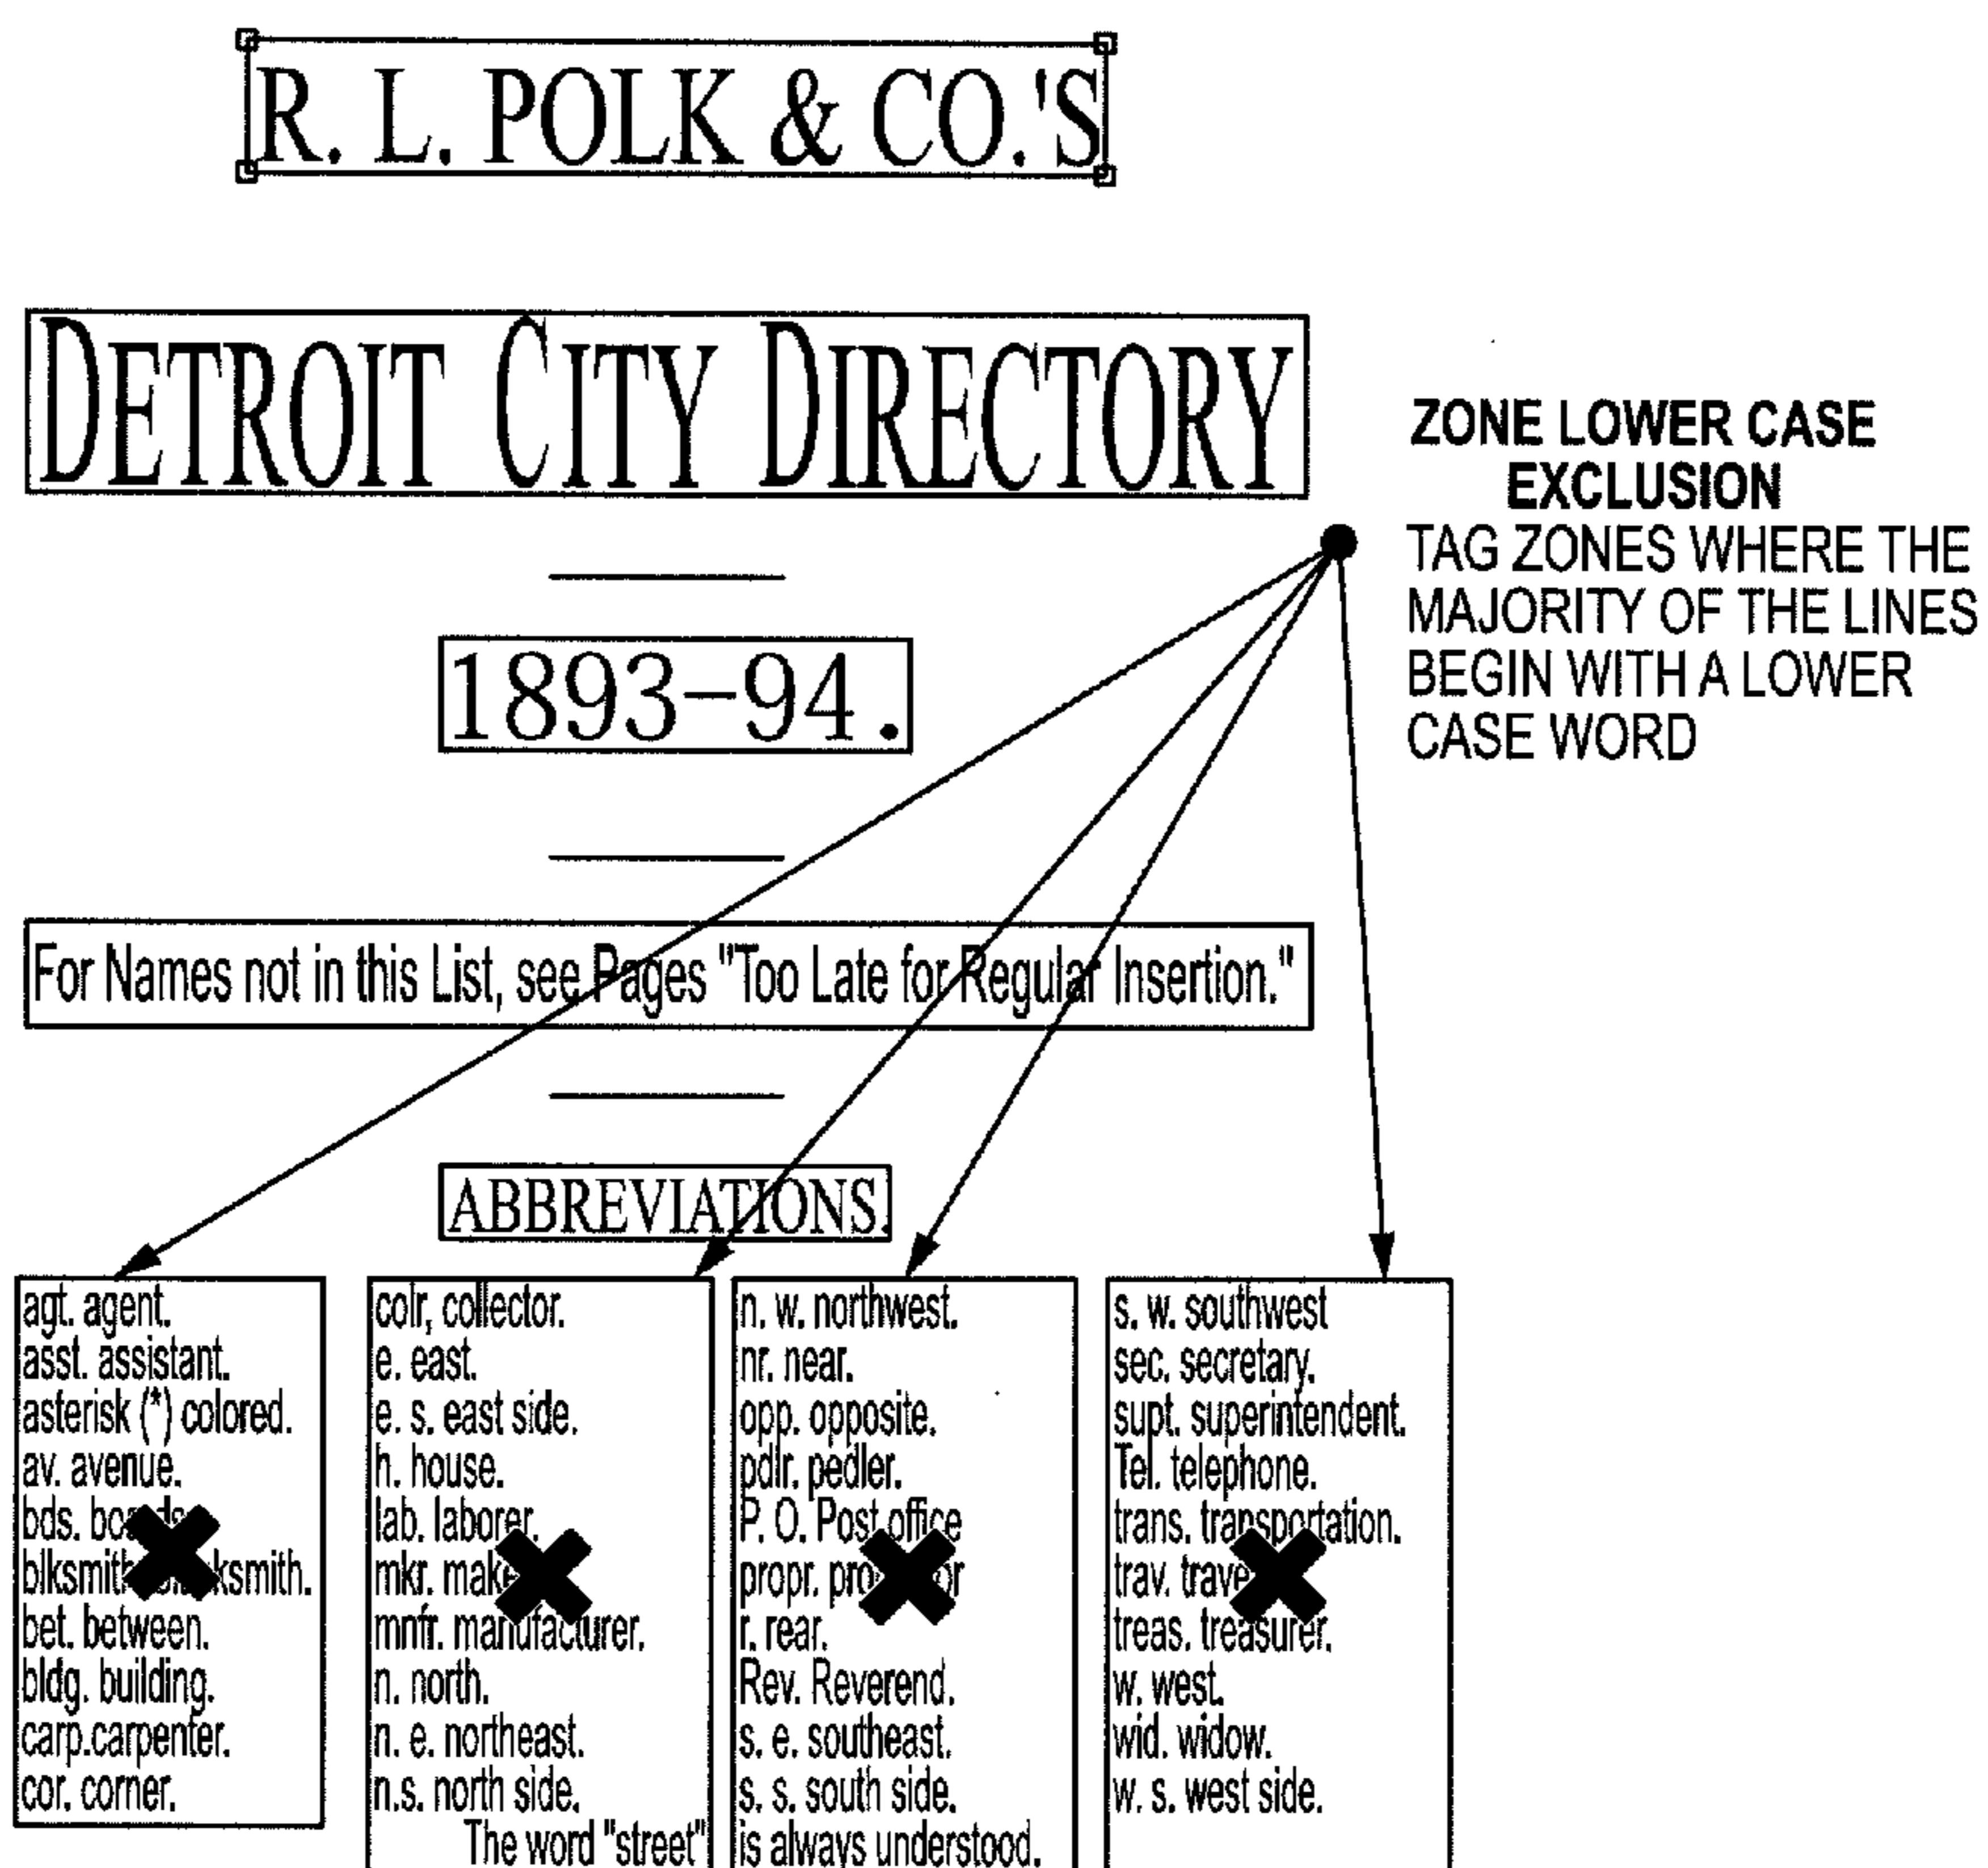 R. L. POLK & CO.'S
DETROIT CITY DIRECTORY
1893-94.
ZONE LOWER CASE
EXCLUSION
TAG ZONES WHERE THE
MAJORITY OF THE LINES
BEGIN WITH A LOWER
CASE WORD
For Names not in this List, see Pages "Too Late for Regular Insertion."
ABBREVIATIONS.
agt. agent.
asst. assistant.
asterisk (*) colored.
av. avenue.
bds. boards.
blksmith ksmith.
bet. between.
bldg. building.
carp.carpenter.
cor. corner.
colr, collector.
e. east.
e. s. east side.
h. house.
lab. laborer.
mkr. make
mnfr. manufacturer.
n. north.
n. e. northeast.
n.s. north side.
The word "street"
n. w. northwest.
nr. near.
opp. opposite.
pdlr. pedler.
P. O. Post office
propr.
r. rear.
Rev. Reverend.
s. e. southeast.
s. s. south side.
is always understood.
s. w. southwest
sec. secretary.
supt. superintendent.
Tel. telephone.
trans. transportation.
trav. trave
treas. treasurer.
w. west.
wid. widow.
w. s. west side.